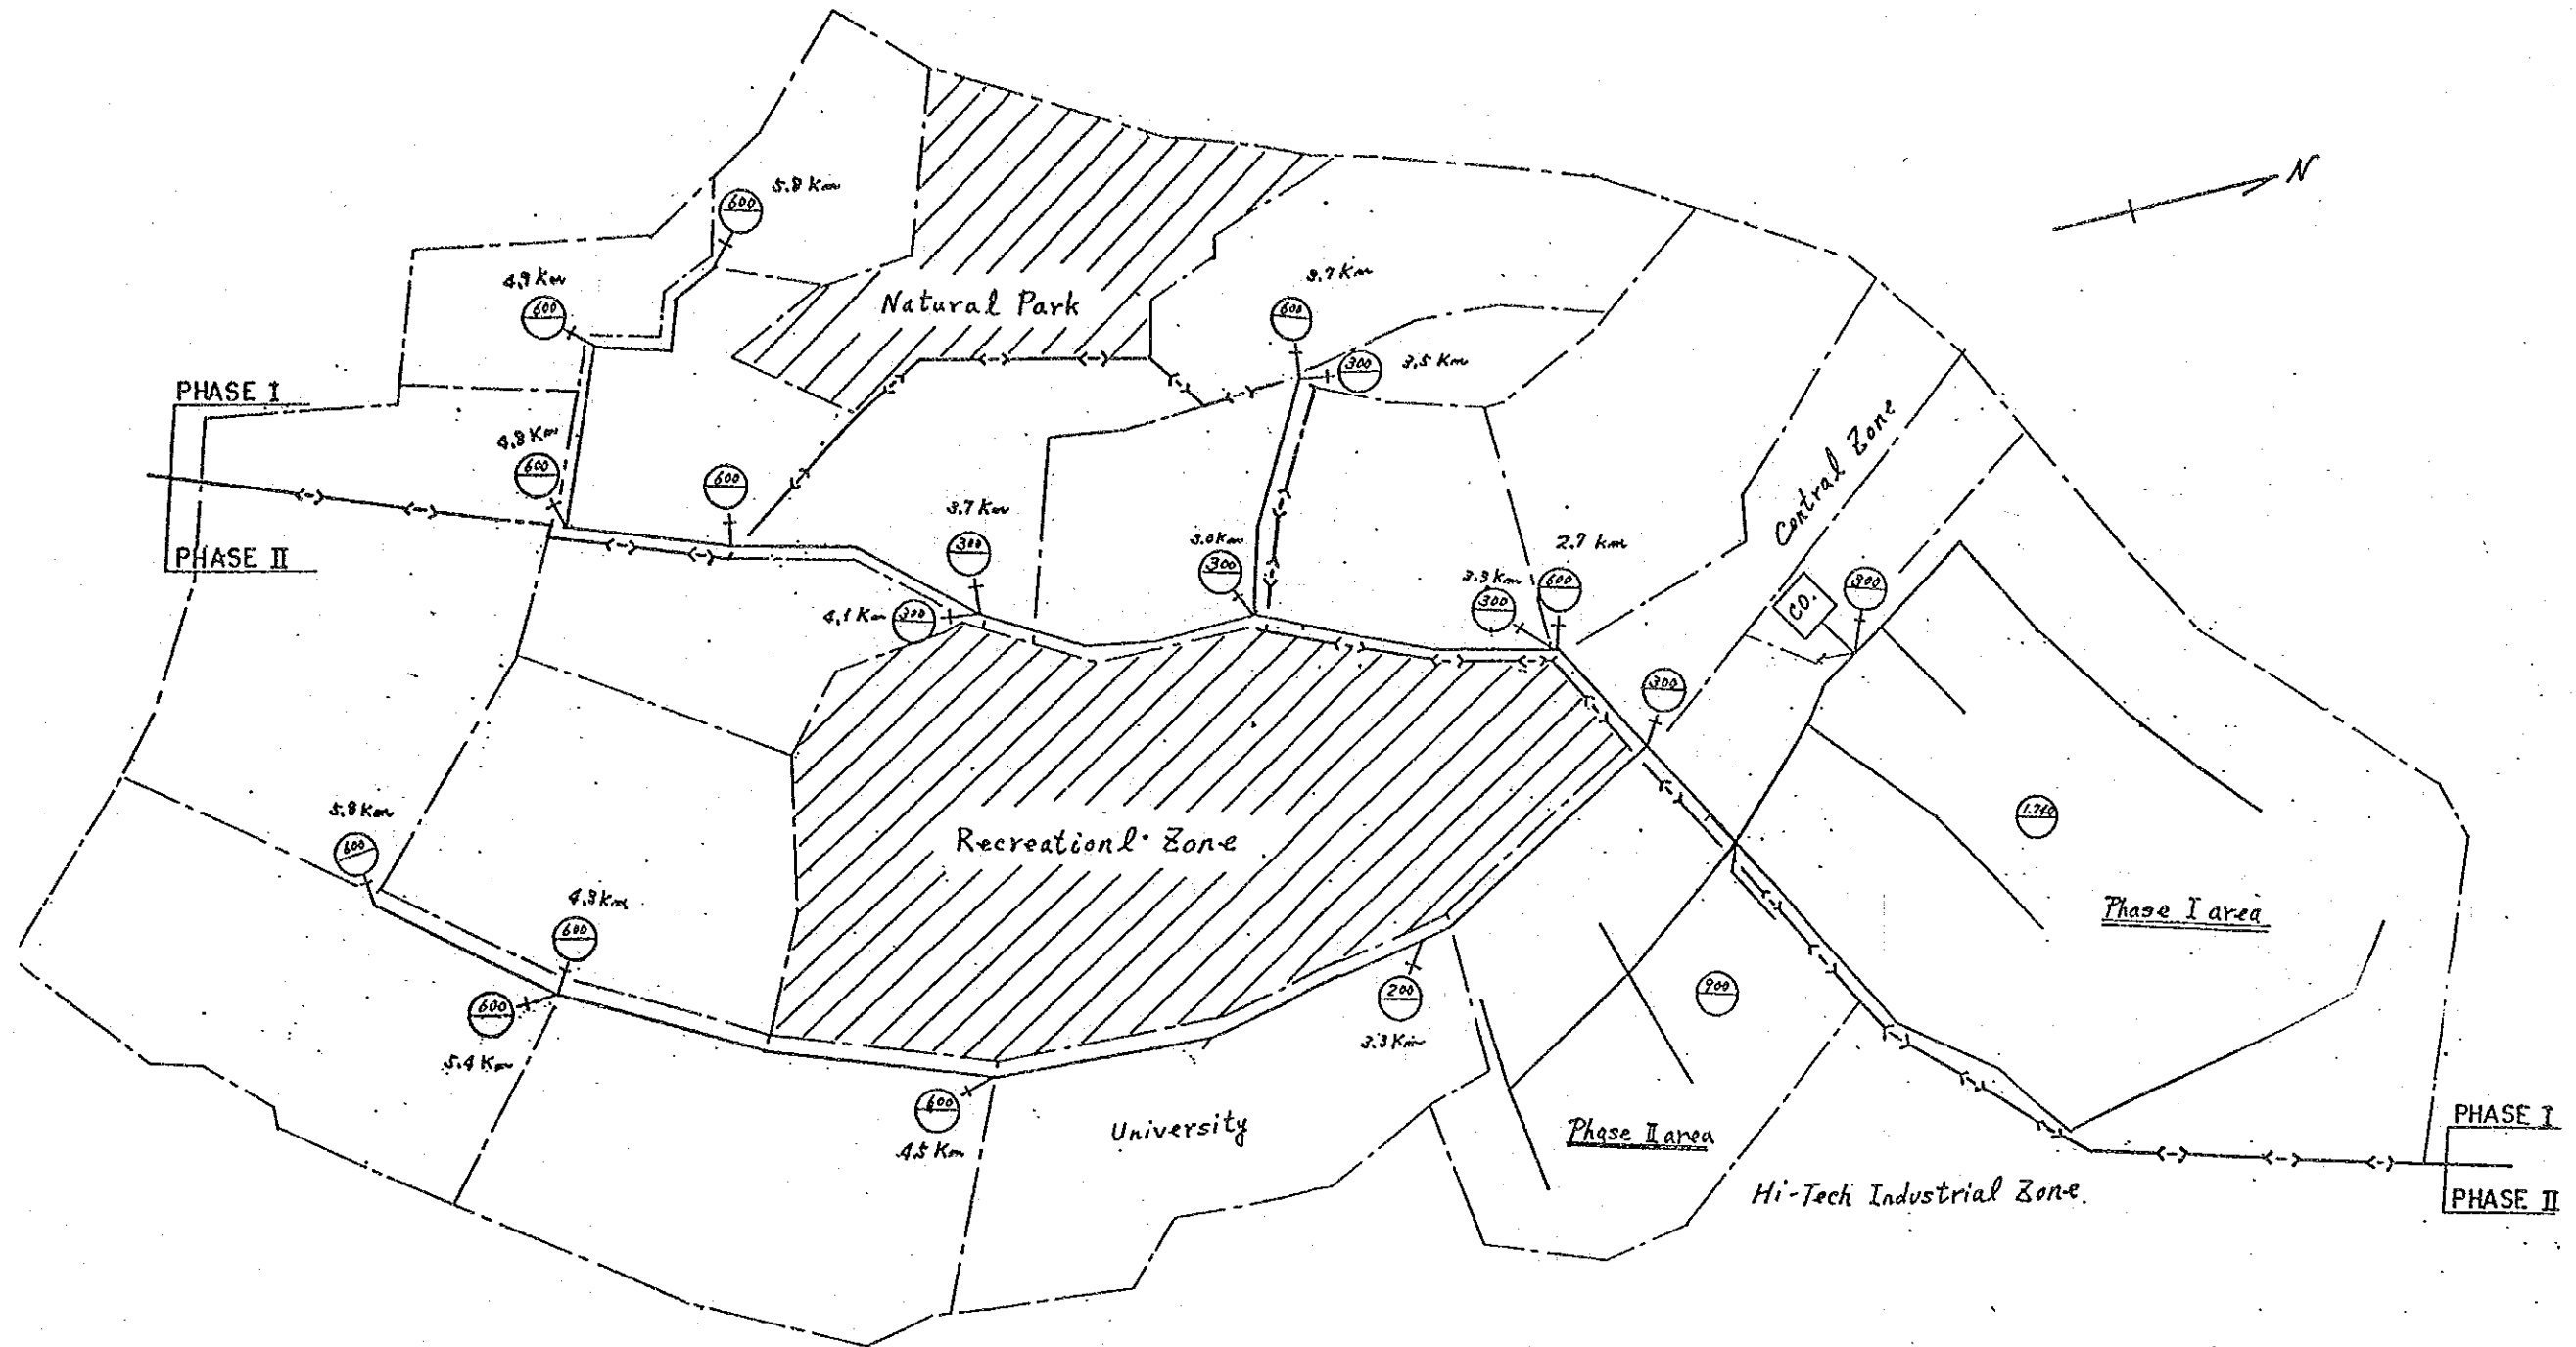 N
5.8 Km
600
4.9 Km
600
Natural Park
3.7 Km
600
300
3.5 Km
PHASE I
4.8 Km
600
600
Central Zone
PHASE II
3.7 Km
300
3.0 Km
300
2.7 Km
3.3 Km
600
300
CO.
300
4.1 Km
300
300
5.8 Km
600
Recreational Zone
4.3 Km
600
Phase I area
600
5.4 Km
200
3.3 Km
900
600
4.5 Km
University
Phase II area
Hi-Tech Industrial Zone.
PHASE I
PHASE II